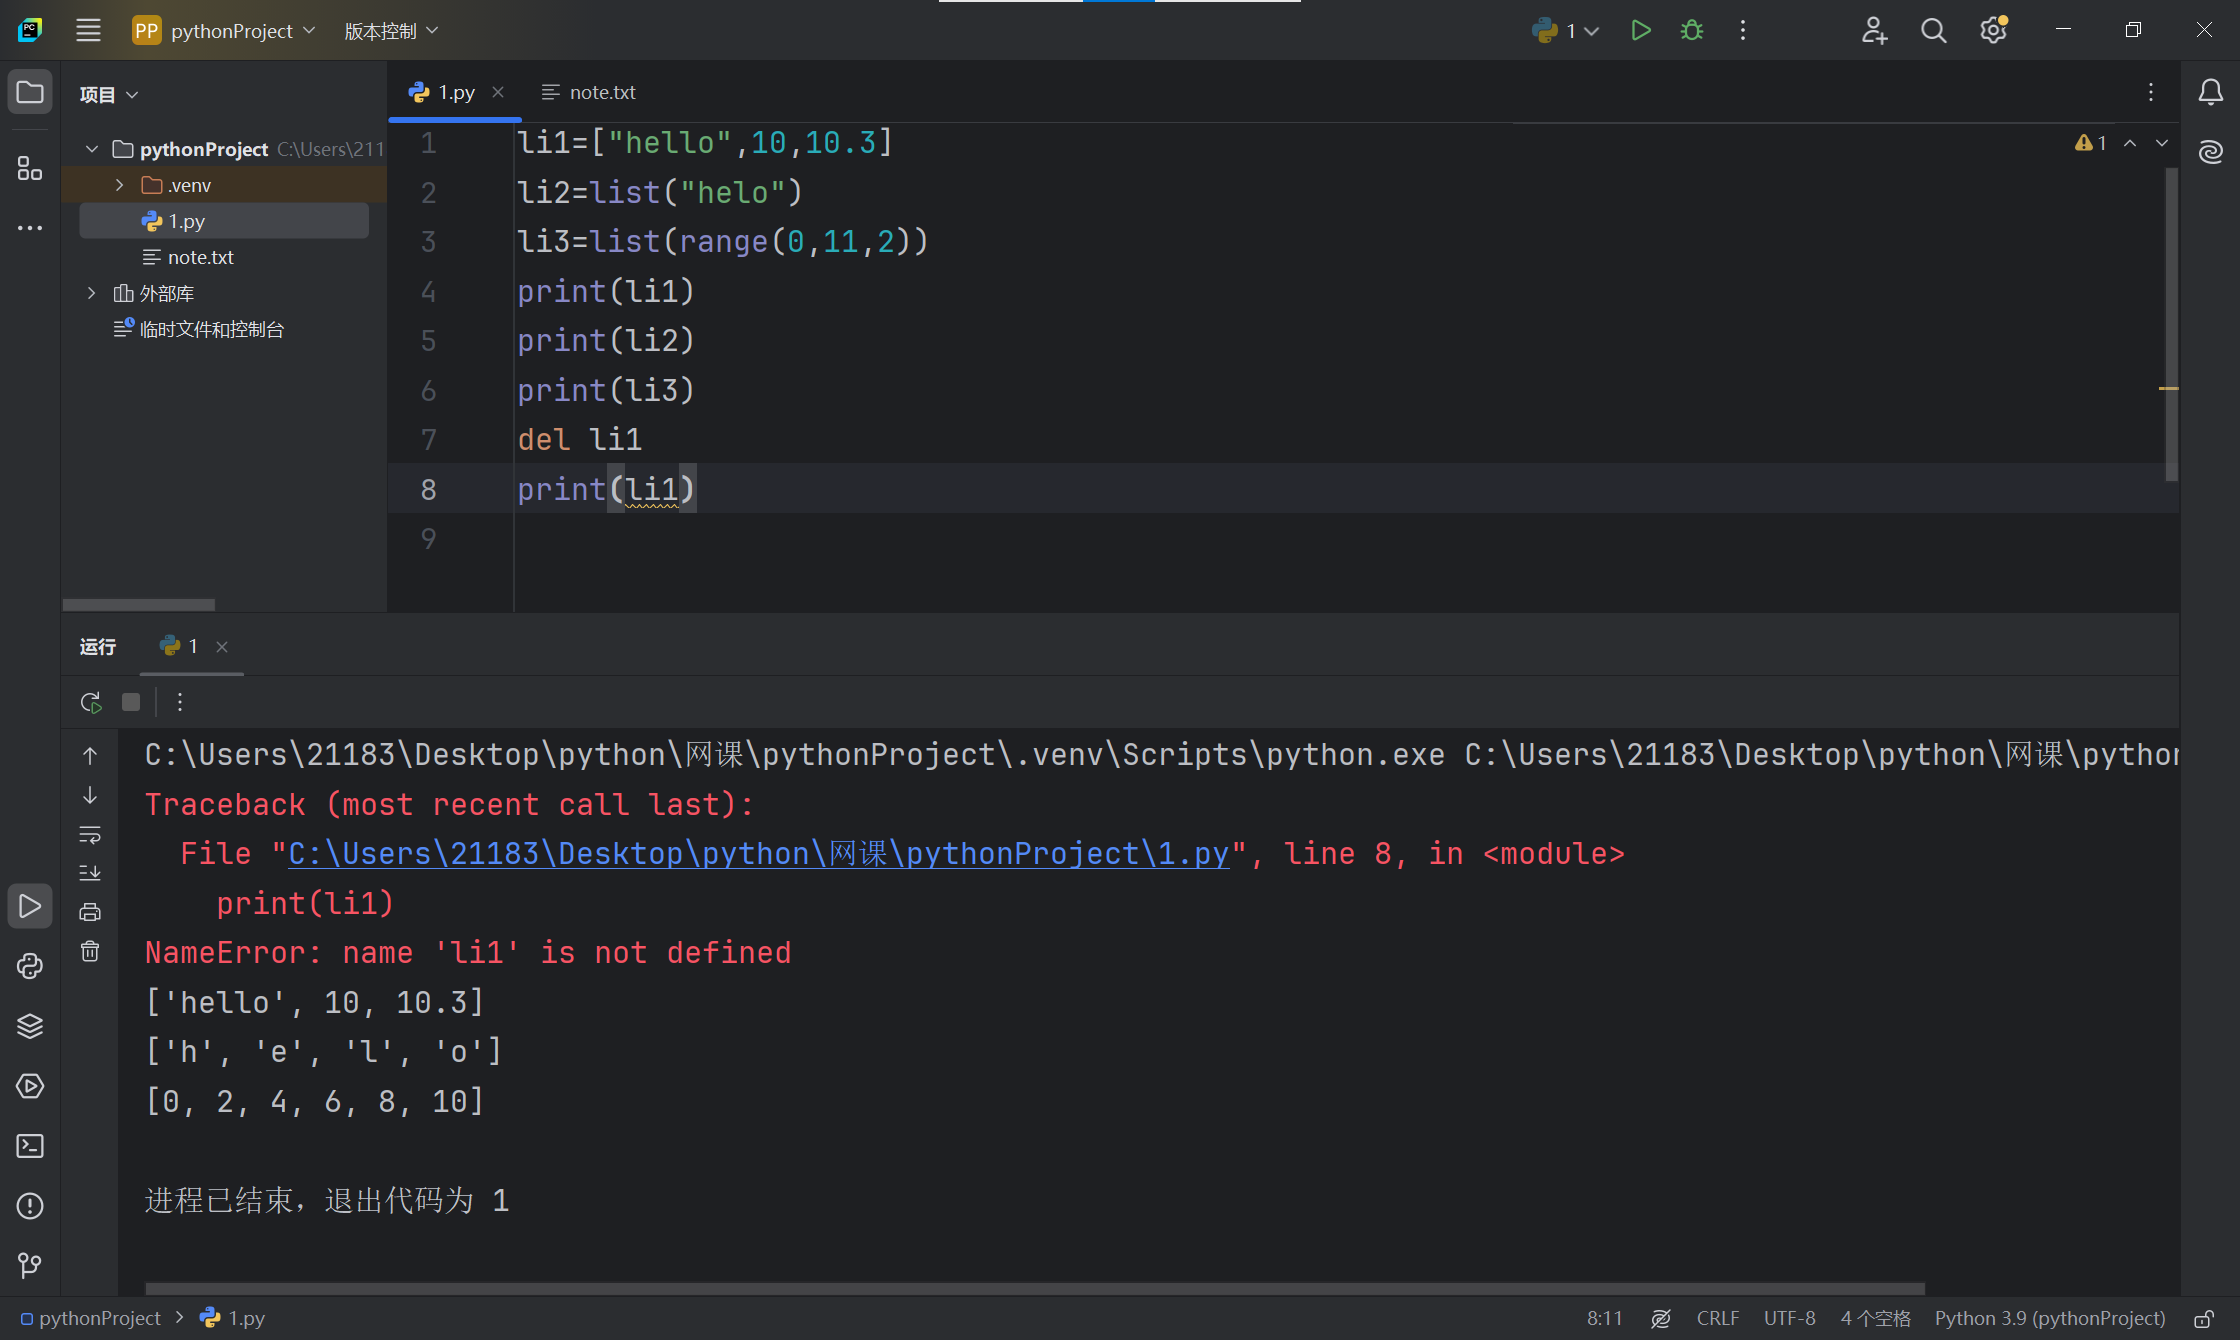 PP pythonProject 版本控制 1
项目
1.py
note.txt
pythonProject C:\Users\211
.venv
1.py
note.txt
外部库
临时文件和控制台
1 li1=["hello",10,10.3]
2 li2=list("helo")
3 li3=list(range(0,11,2))
4 print(li1)
5 print(li2)
6 print(li3)
7 del li1
8 print(li1)
9
1
运行 1
C:\Users\21183\Desktop\python\网课\pythonProject\.venv\Scripts\python.exe C:\Users\21183\Desktop\python\网课\python
Traceback (most recent call last):
File "C:\Users\21183\Desktop\python\网课\pythonProject\1.py", line 8, in <module>
print(li1)
NameError: name 'li1' is not defined
['hello', 10, 10.3]
['h', 'e', 'l', 'o']
[0, 2, 4, 6, 8, 10]
进程已结束，退出代码为 1
pythonProject 1.py 8:11 CRLF UTF-8 4 个空格 Python 3.9 (pythonProject)